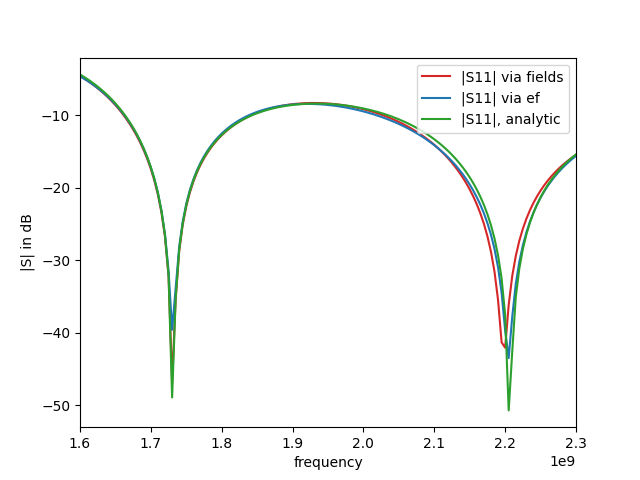 |S11| via fields
|S11| via ef
|S11|, analytic
−10
−20
−30
−40
−50
|S| in dB
1.6 1.7 1.8 1.9 2.0 2.1 2.2 2.3
frequency
1e9